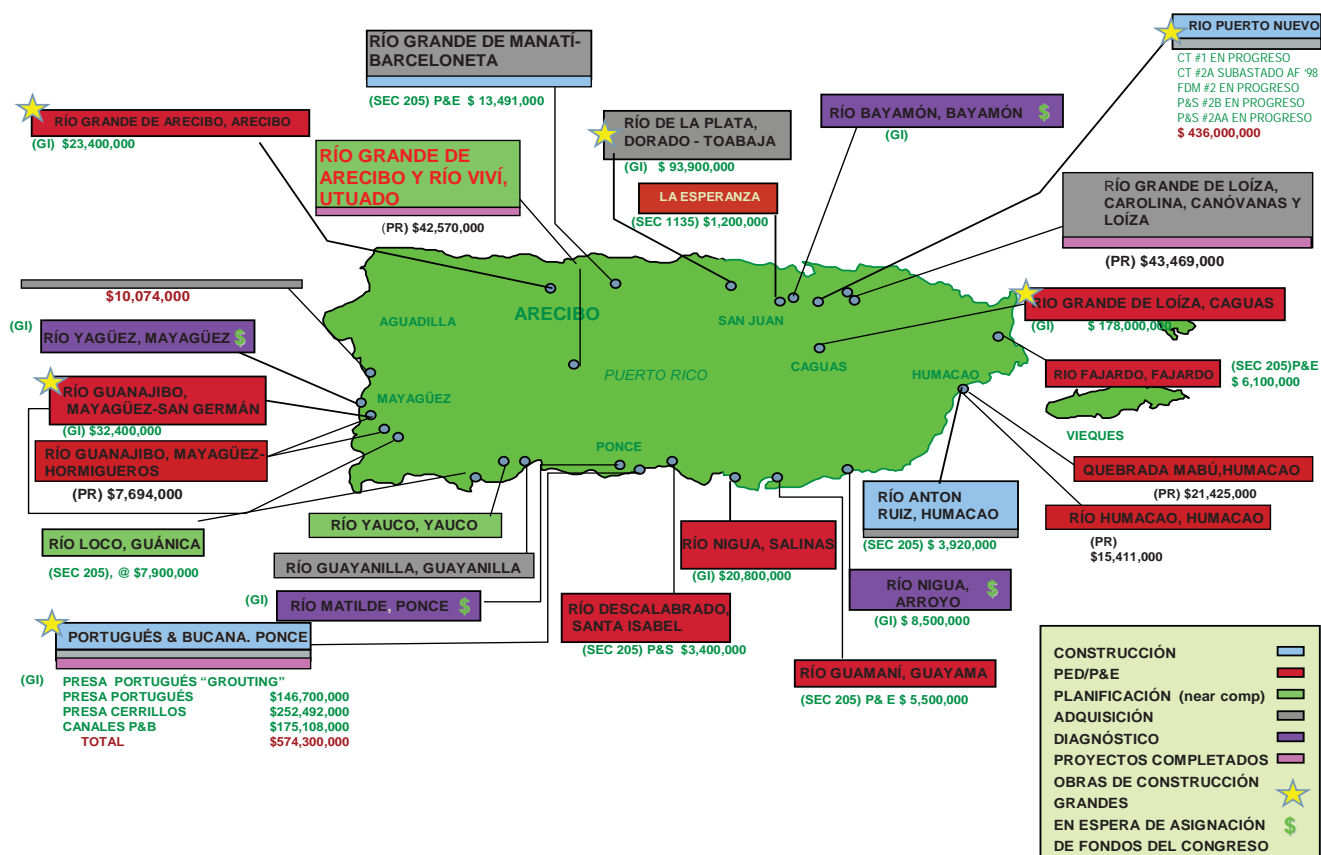 RIO PUERTO NUEVO
CT #1 EN PROGRESO
CT #2A SUBASTADO AF '98
FDM #2 EN PROGRESO
P&S #2B EN PROGRESO
P&S #2AA EN PROGRESO
$ 436,000,000
RÍO GRANDE DE MANATÍ-
BARCELONETA
(SEC 205) P&E $ 13,491,000
RÍO GRANDE DE ARECIBO, ARECIBO
(GI) $23,400,000
RÍO GRANDE DE
ARECIBO Y RÍO VIVÍ,
UTUADO
(PR) $42,570,000
RÍO DE LA PLATA,
DORADO - TOABAJA
(GI) $ 93,900,000
RÍO BAYAMÓN, BAYAMÓN $
(GI)
LA ESPERANZA
(SEC 1135) $1,200,000
RÍO GRANDE DE LOÍZA,
CAROLINA, CANÓVANAS Y
LOÍZA
(PR) $43,469,000
$10,074,000
(GI)
RÍO YAGÜEZ, MAYAGÜEZ $
RÍO GUANAJIBO,
MAYAGÜEZ-SAN GERMÁN
(GI) $32,400,000
RÍO GUANAJIBO, MAYAGÜEZ-
HORMIGUEROS
(PR) $7,694,000
AGUADILLA
ARECIBO
SAN JUAN
MAYAGÜEZ
PUERTO RICO
CAGUAS
HUMACAO
PONCE
VIEQUES
RIO GRANDE DE LOÍZA, CAGUAS
(GI) $ 178,000,000
RIO FAJARDO, FAJARDO
(SEC 205)P&E
$ 6,100,000
QUEBRADA MABÚ,HUMACAO
(PR) $21,425,000
RÍO HUMACAO, HUMACAO
(PR)
$15,411,000
RÍO LOCO, GUÁNICA
(SEC 205), @ $7,900,000
RÍO YAUCO, YAUCO
RÍO GUAYANILLA, GUAYANILLA
(GI)
RÍO MATILDE, PONCE $
RÍO DESCALABRADO,
SANTA ISABEL
(SEC 205) P&S $3,400,000
RÍO NIGUA, SALINAS
(GI) $20,800,000
RÍO ANTON
RUIZ, HUMACAO
(SEC 205) $ 3,920,000
RÍO NIGUA,
ARROYO $
(GI) $ 8,500,000
RÍO GUAMANÍ, GUAYAMA
(SEC 205) P& E $ 5,500,000
PORTUGUÉS & BUCANA. PONCE
(GI) PRESA PORTUGUÉS “GROUTING”
PRESA PORTUGUÉS $146,700,000
PRESA CERRILLOS $252,492,000
CANALES P&B $175,108,000
TOTAL $574,300,000
CONSTRUCCIÓN
PED/P&E
PLANIFICACIÓN (near comp)
ADQUISICIÓN
DIAGNÓSTICO
PROYECTOS COMPLETADOS
OBRAS DE CONSTRUCCIÓN
GRANDES
EN ESPERA DE ASIGNACIÓN $
DE FONDOS DEL CONGRESO